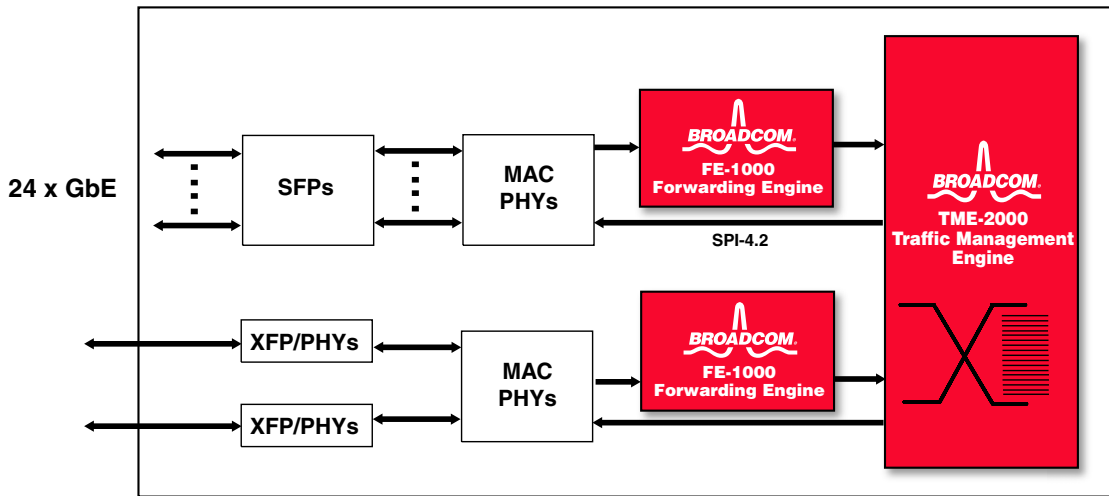 24 x GbE
SFPs
MAC
PHYs
BROADCOM®
FE-1000
Forwarding Engine
SPI-4.2
BROADCOM®
TME-2000
Traffic Management
Engine
XFP/PHYs
XFP/PHYs
MAC
PHYs
BROADCOM®
FE-1000
Forwarding Engine